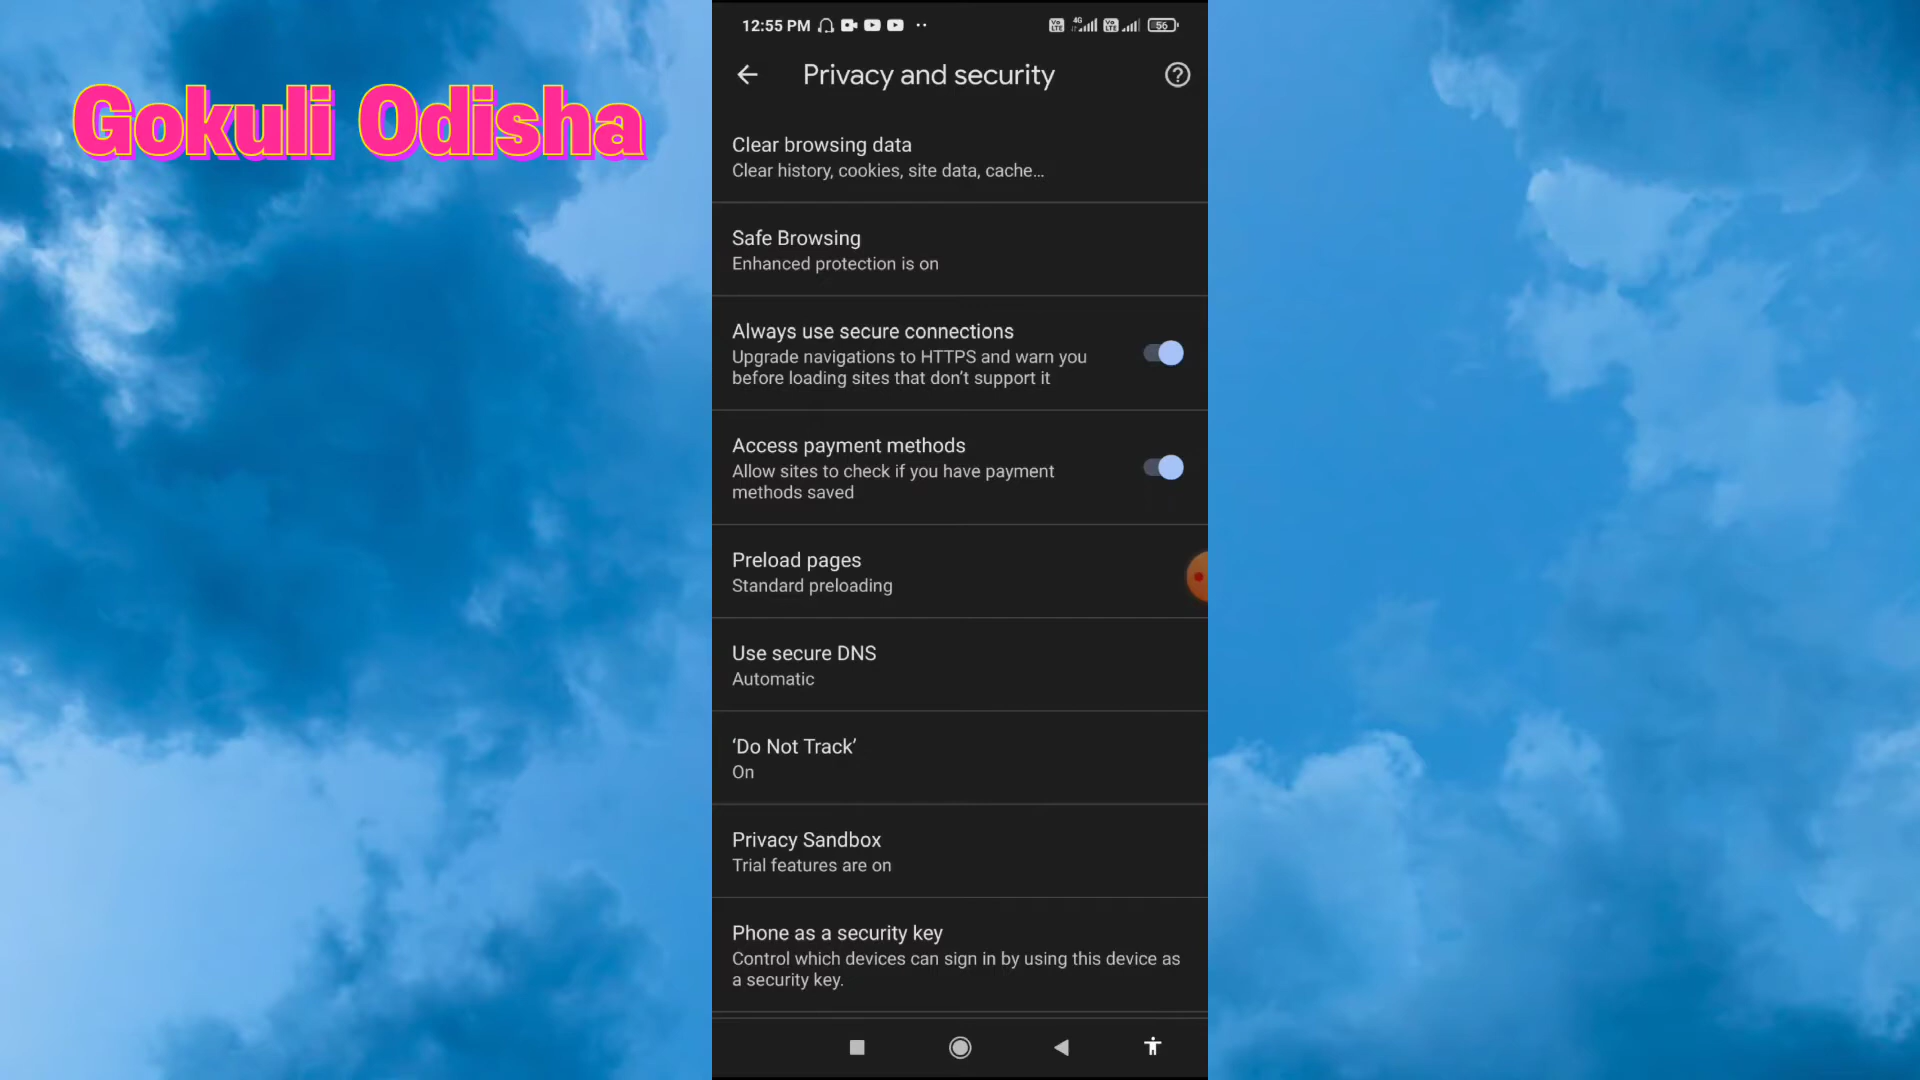 Gokuli Odisha
12:55 PM
4G
56
Privacy and security
Clear browsing data
Clear history, cookies, site data, cache…
Safe Browsing
Enhanced protection is on
Always use secure connections
Upgrade navigations to HTTPS and warn you
before loading sites that don’t support it
Access payment methods
Allow sites to check if you have payment
methods saved
Preload pages
Standard preloading
Use secure DNS
Automatic
‘Do Not Track’
On
Privacy Sandbox
Trial features are on
Phone as a security key
Control which devices can sign in by using this device as
a security key.